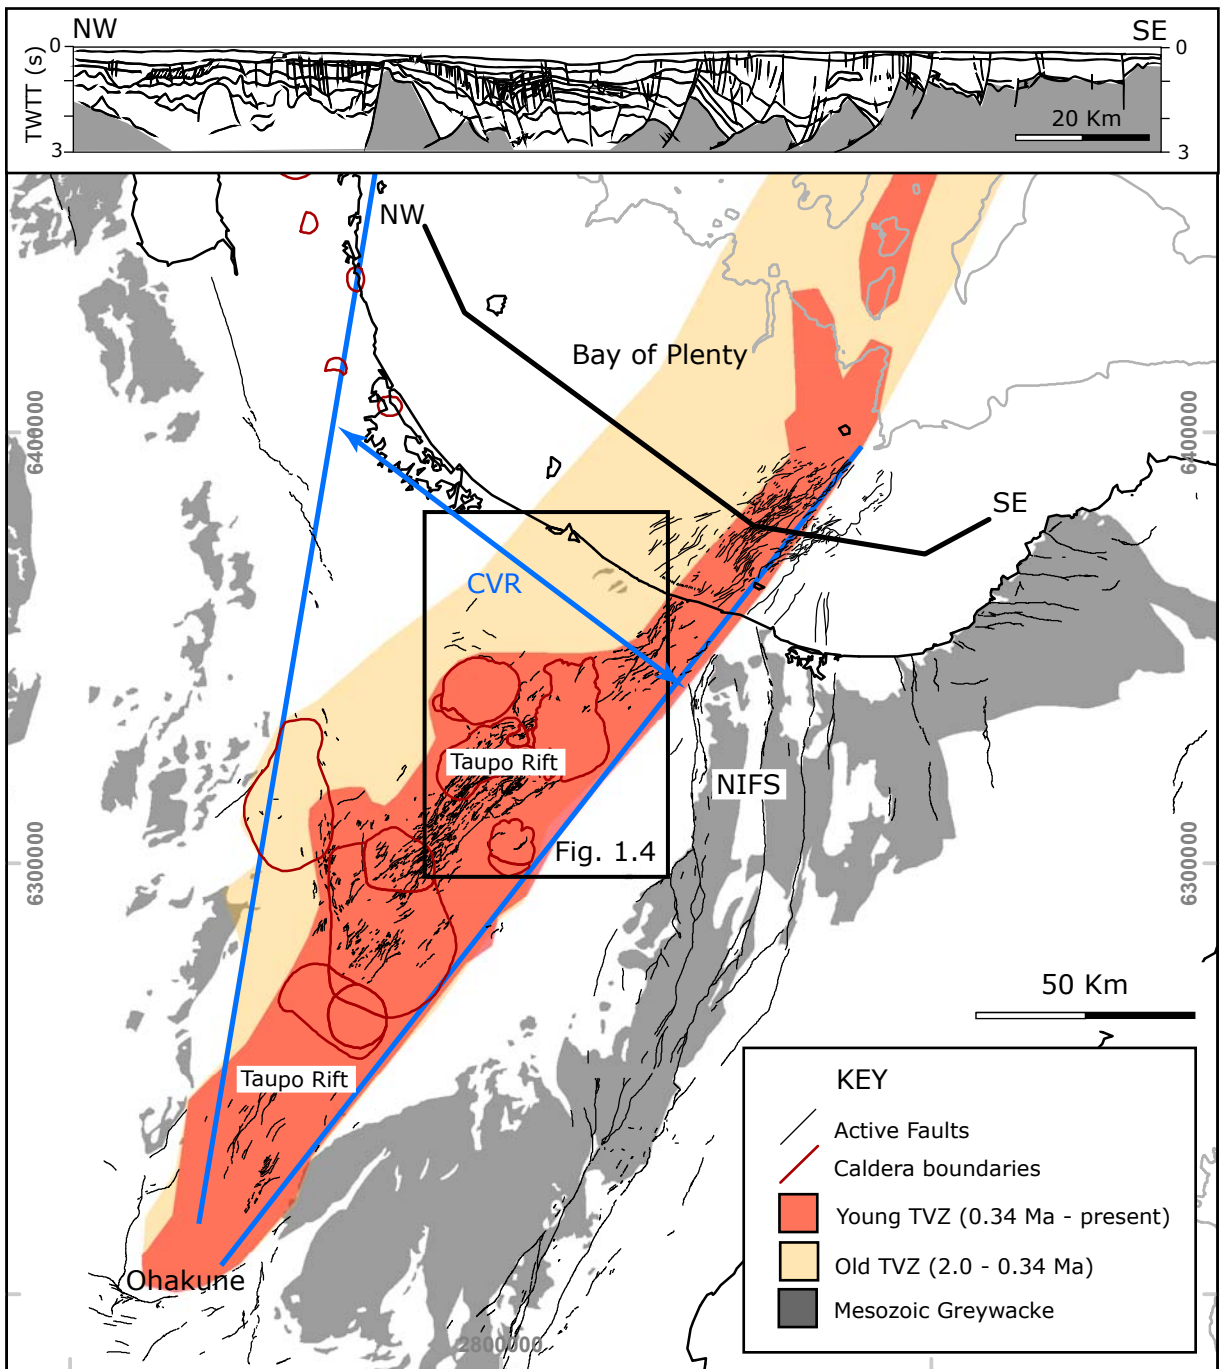 NW
SE
0
0
TWTT (s)
3
3
20 Km
NW
Bay of Plenty
6400000
6400000
SE
CVR
Taupo Rift
NIFS
Fig. 1.4
6300000
6300000
50 Km
Taupo Rift
Ohakune
2800000
KEY
Active Faults
Caldera boundaries
Young TVZ (0.34 Ma - present)
Old TVZ (2.0 - 0.34 Ma)
Mesozoic Greywacke